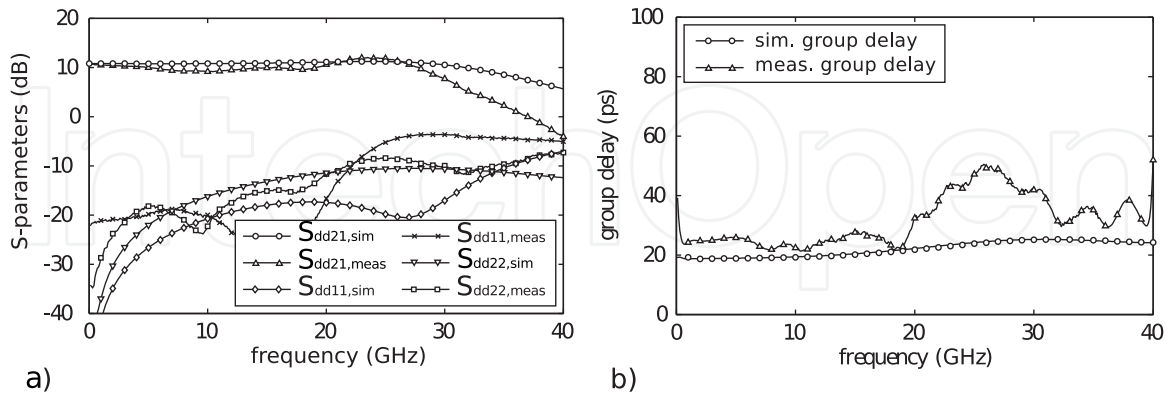 20
10
0
-10
-20
-30
-40
S-parameters (dB)
Sdd21,sim
Sdd21,meas
Sdd11,sim
Sdd11,meas
Sdd22,sim
Sdd22,meas
0 10 20 30 40
frequency (GHz)
a)
100
80
60
40
20
0
group delay (ps)
sim. group delay
meas. group delay
0 10 20 30 40
frequency (GHz)
b)
IntechOpen